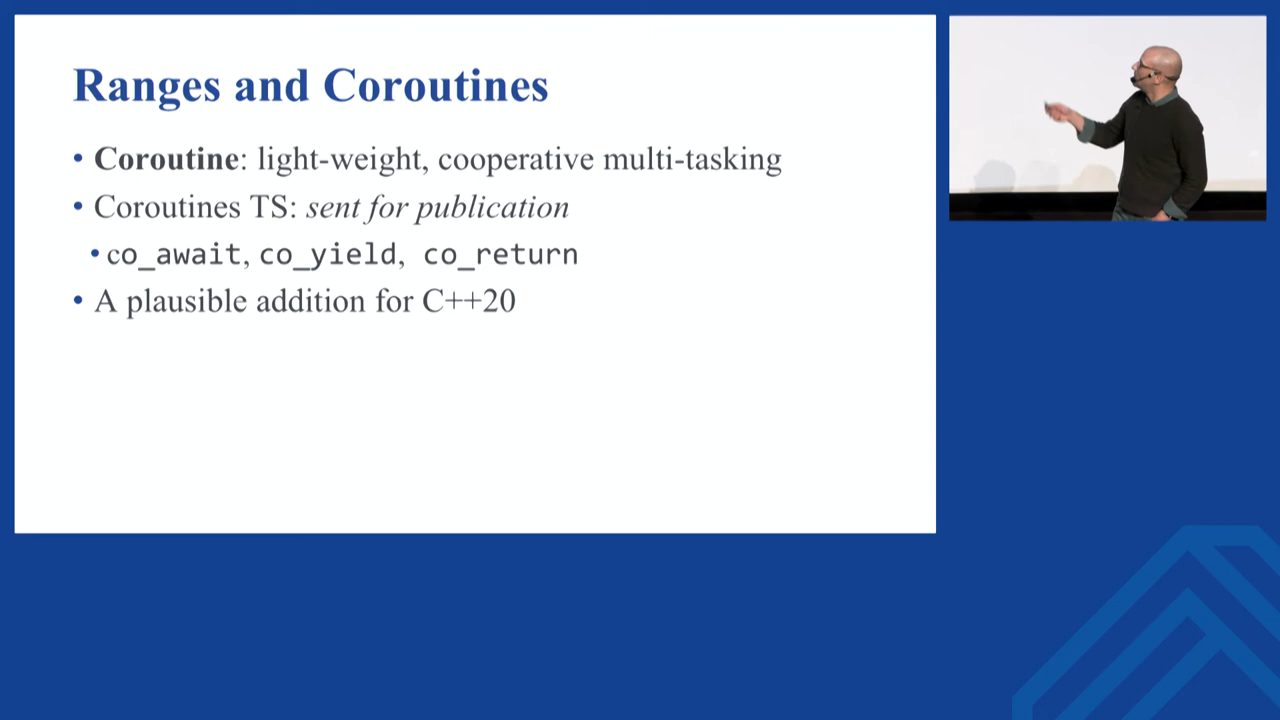 Ranges and Coroutines
• Coroutine: light-weight, cooperative multi-tasking
• Coroutines TS: sent for publication
• co_await, co_yield, co_return
• A plausible addition for C++20